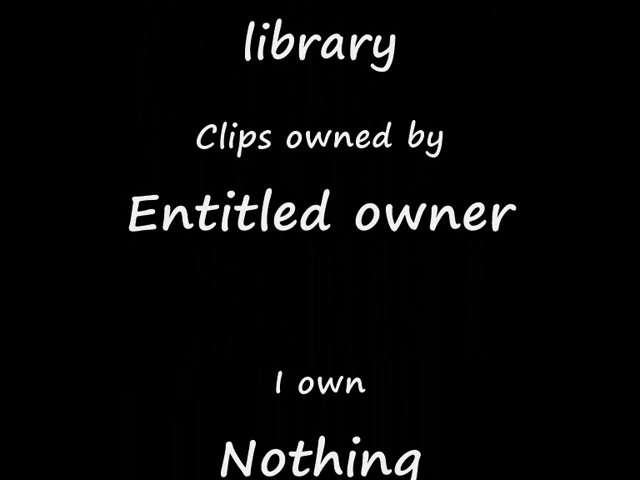 library
Clips owned by
Entitled owner
I own
Nothing